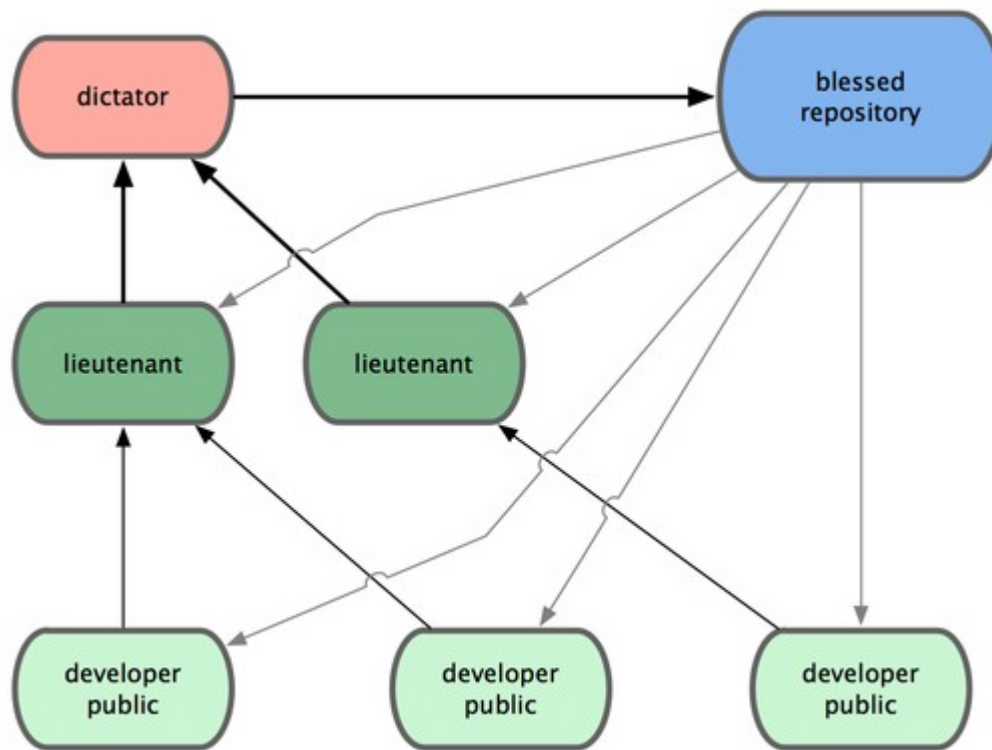 dictator
blessed
repository
lieutenant
lieutenant
developer
public
developer
public
developer
public